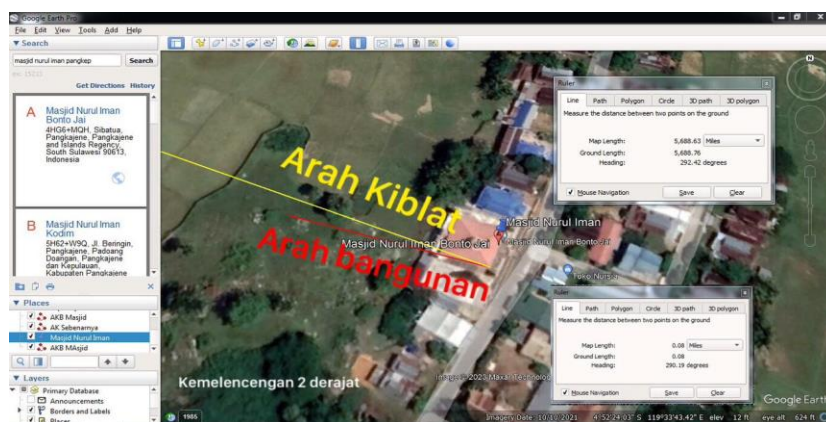 Google Earth Pro
File Edit View Tools Add Help
Search
masjid nurul iman pangkep
Search
Get Directions History
A
Masjid Nurul Iman
Bonto Jai
4HG6+MQH, Sibatua,
Pangkajene, Pangkajene
and Islands Regency,
South Sulawesi 90613,
Indonesia
B
Masjid Nurul Iman
Kodim
5H62+W9Q, Jl. Beringin,
Pangkajene, Padoang
Doangan, Pangkajene
dan Kepulauan,
Kabupaten Pangkajene
Places
AKB Masjid
AK Sebenarnya
Masjid Nurul Iman
AKB MAsjid
Layers
Primary Database
Announcements
Borders and Labels
Places
Arah Kiblat
Arah bangunan
Masjid Nurul Iman
Masjid Nurul Iman Bonto Jai
Masjid Nurul Iman Bonto Jai
Toko Nursia
Kemelencengan 2 derajat
Ruler
Line Path Polygon Circle 3D path 3D polygon
Measure the distance between two points on the ground
Map Length: 5,688.63 Miles
Ground Length: 5,688.76
Heading: 292.42 degrees
Mouse Navigation Save Clear
Ruler
Line Path Polygon Circle 3D path 3D polygon
Measure the distance between two points on the ground
Map Length: 0.08 Miles
Ground Length: 0.08
Heading: 290.19 degrees
Mouse Navigation Save Clear
Google Earth
1985
Imagery Date: 10/10/2021 4°52'24.03" S 119°33'43.42" E elev 12 ft eye alt 624 ft